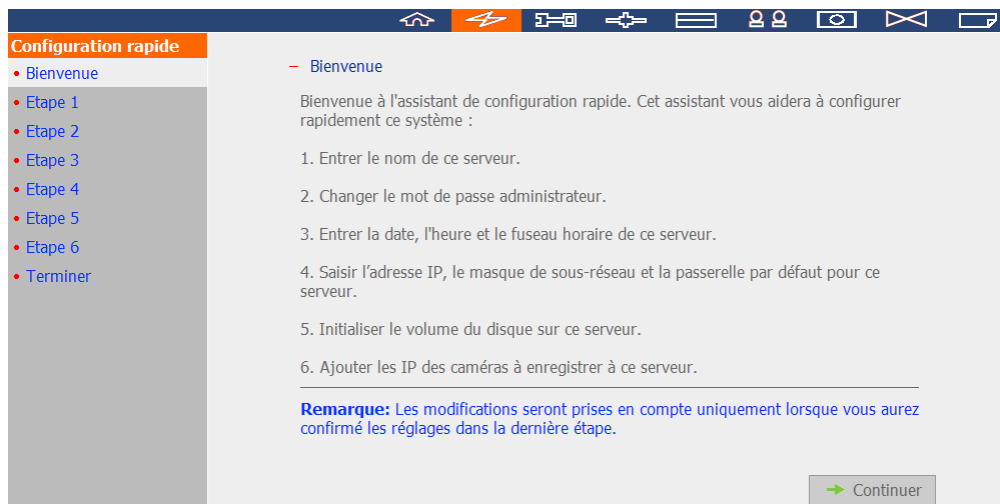 Configuration rapide
• Bienvenue
• Etape 1
• Etape 2
• Etape 3
• Etape 4
• Etape 5
• Etape 6
• Terminer
– Bienvenue
Bienvenue à l'assistant de configuration rapide. Cet assistant vous aidera à configurer
rapidement ce système :
1. Entrer le nom de ce serveur.
2. Changer le mot de passe administrateur.
3. Entrer la date, l'heure et le fuseau horaire de ce serveur.
4. Saisir l’adresse IP, le masque de sous-réseau et la passerelle par défaut pour ce
serveur.
5. Initialiser le volume du disque sur ce serveur.
6. Ajouter les IP des caméras à enregistrer à ce serveur.
Remarque: Les modifications seront prises en compte uniquement lorsque vous aurez
confirmé les réglages dans la dernière étape.
Continuer